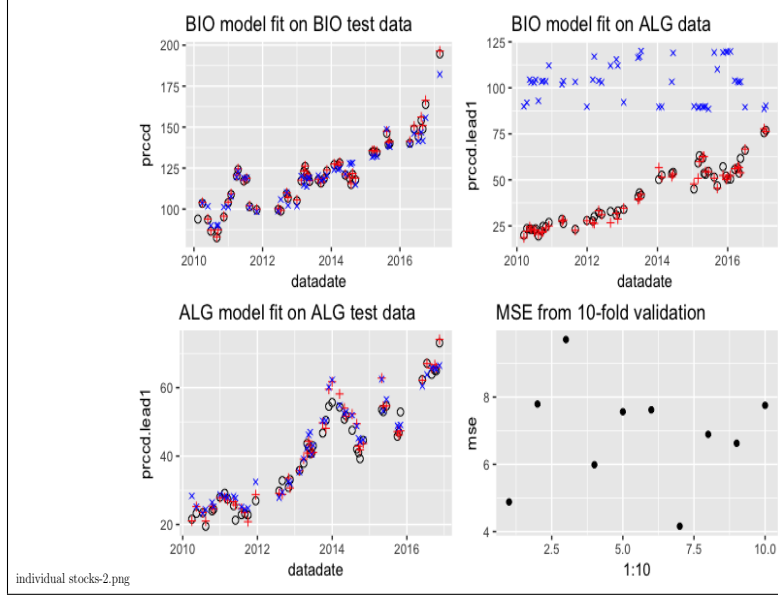 BIO model fit on BIO test data
200
175
150
125
100
prccd
2010
2012
2014
2016
datadate
BIO model fit on ALG data
125
100
75
50
25
prccd.lead1
2010
2012
2014
2016
datadate
ALG model fit on ALG test data
60
40
20
prccd.lead1
2010
2012
2014
2016
datadate
MSE from 10-fold validation
8
6
4
mse
2.5
5.0
7.5
10.0
1:10
individual stocks-2.png